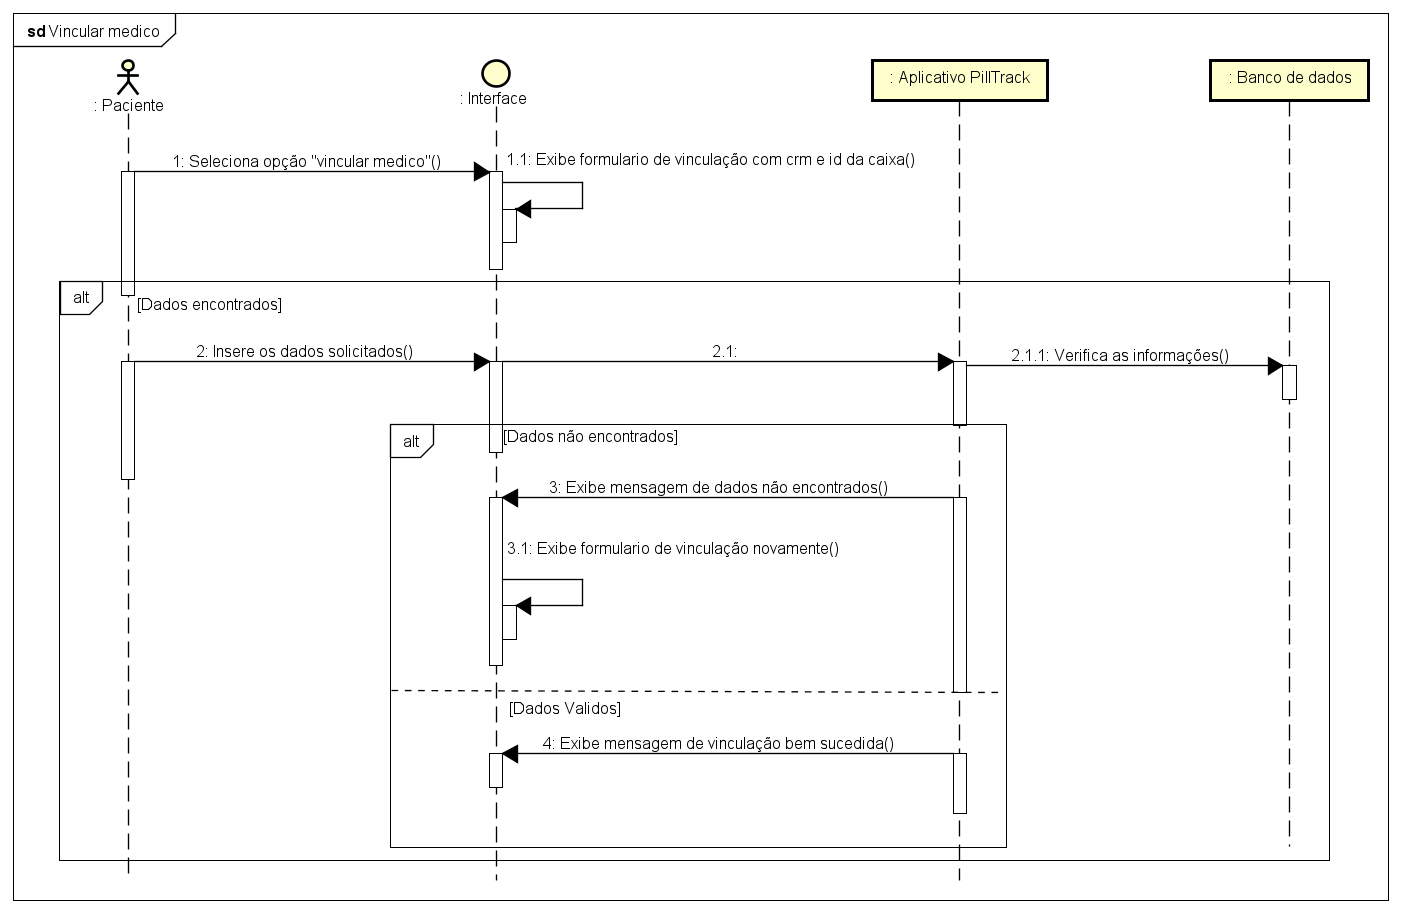 sd Vincular medico
: Paciente
: Interface
: Aplicativo PillTrack
: Banco de dados
1: Seleciona opção "vincular medico"()
1.1: Exibe formulario de vinculação com crm e id da caixa()
alt
[Dados encontrados]
2: Insere os dados solicitados()
2.1:
2.1.1: Verifica as informações()
alt
[Dados não encontrados]
3: Exibe mensagem de dados não encontrados()
3.1: Exibe formulario de vinculação novamente()
[Dados Validos]
4: Exibe mensagem de vinculação bem sucedida()